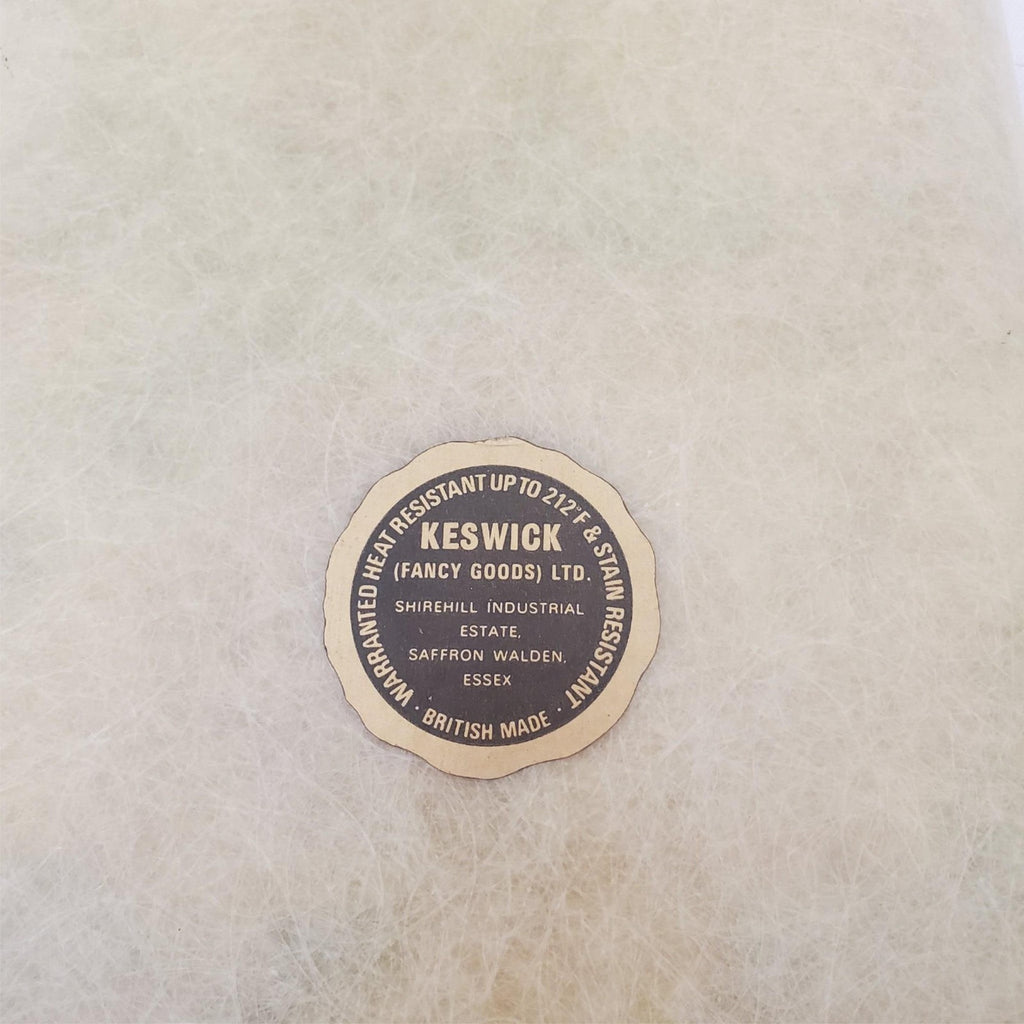 WARRANTED HEAT RESISTANT UP TO 212°F & STAIN RESISTANT
KESWICK
(FANCY GOODS) LTD.
SHIREHILL INDUSTRIAL
ESTATE,
SAFFRON WALDEN,
ESSEX
· BRITISH MADE ·